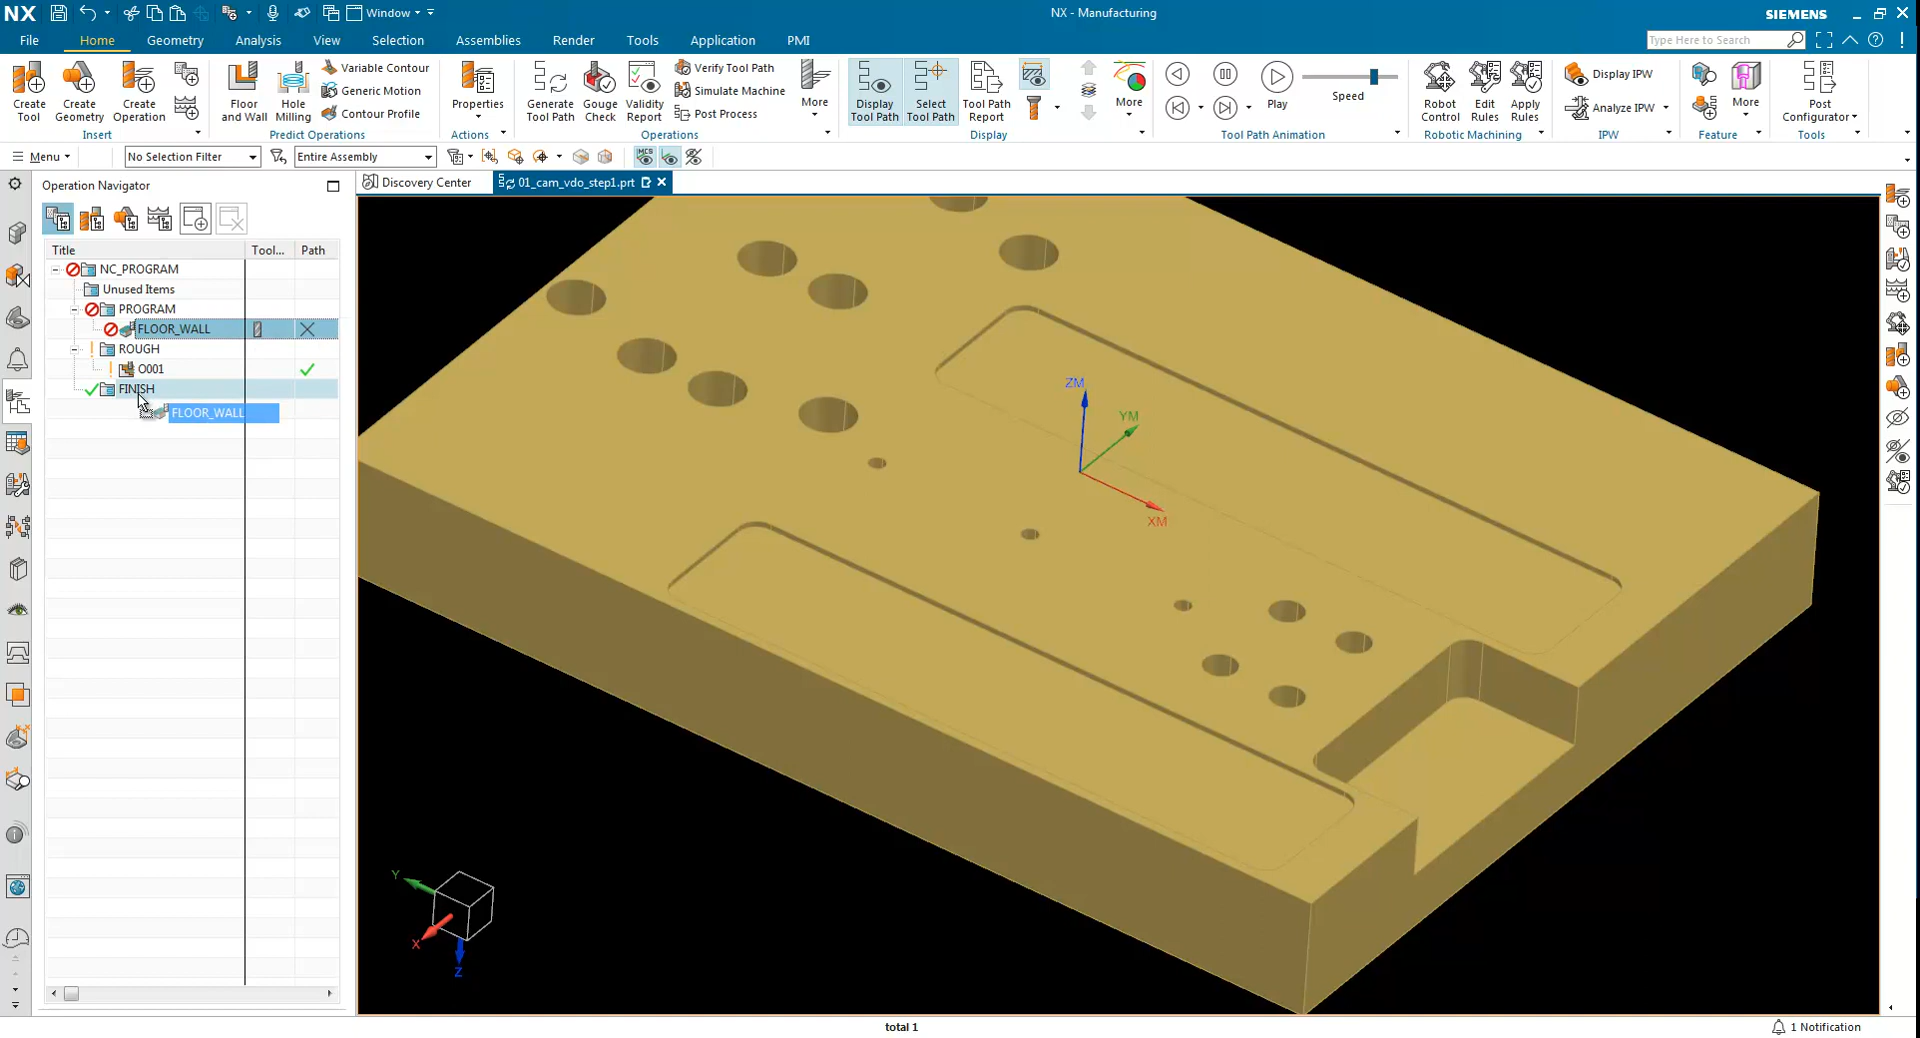 NX Window NX - Manufacturing SIEMENS
File Home Geometry Analysis View Selection Assemblies Render Tools Application PMI Type Here to Search
Create Tool
Create Geometry
Create Operation
Insert
Floor and Wall
Hole Milling
Variable Contour
Generic Motion
Contour Profile
Predict Operations
Properties
Actions
Generate Tool Path
Gouge Check
Validity Report
Verify Tool Path
Simulate Machine
Post Process
More
Operations
Display Tool Path
Select Tool Path
Tool Path Report
More
Display
Play
Speed
Tool Path Animation
Robot Control
Edit Rules
Apply Rules
Robotic Machining
Display IPW
Analyze IPW
IPW
More
Feature
Post Configurator
Tools
Menu No Selection Filter Entire Assembly MCS
Operation Navigator
Discovery Center 01_cam_vdo_step1.prt
Title Tool... Path
NC_PROGRAM
Unused Items
PROGRAM
FLOOR_WALL
ROUGH
O001
FINISH
FLOOR_WALL
ZM
YM
XM
Y
X
Z
total 1
1 Notification